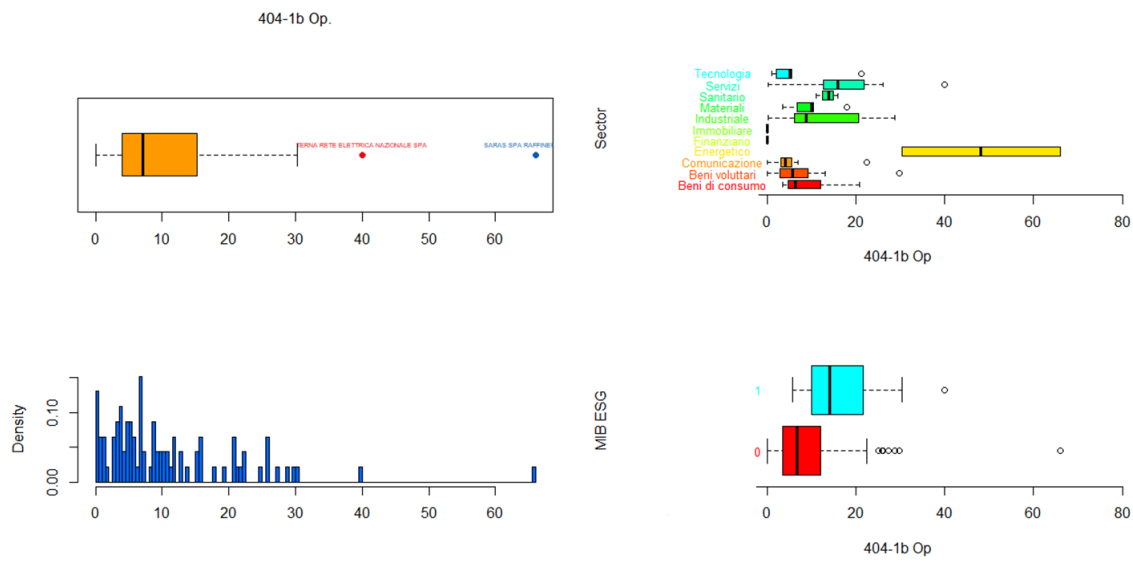 404-1b Op.
TERNA RETE ELETTRICA NAZIONALE SPA
SARAS SPA RAFFINE
0 10 20 30 40 50 60
Sector
Tecnologia
Servizi
Sanitario
Materiali
Industriale
Immobiliare
Finanziario
Energetico
Comunicazione
Beni voluttari
Beni di consumo
0 20 40 60 80
404-1b Op
Density
0.10
0.00
0 10 20 30 40 50 60
MIB ESG
1
0
0 20 40 60 80
404-1b Op